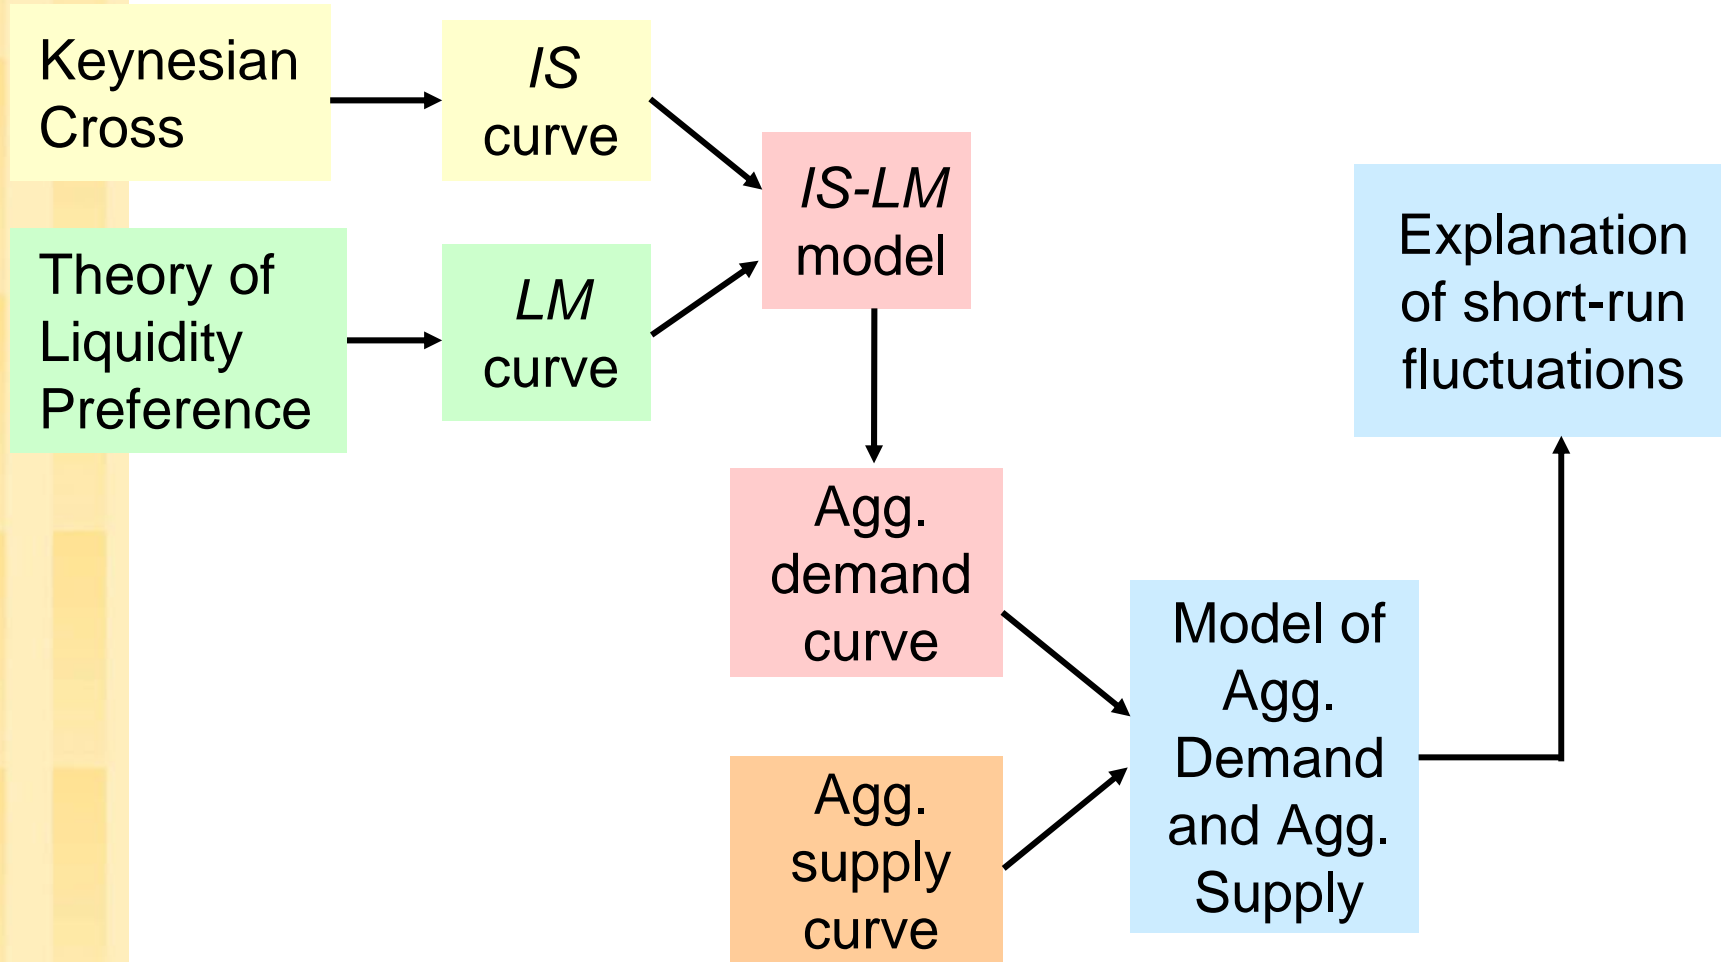 Keynesian
Cross
IS
curve
Theory of
Liquidity
Preference
LM
curve
IS-LM
model
Agg.
demand
curve
Agg.
supply
curve
Model of
Agg.
Demand
and Agg.
Supply
Explanation
of short-run
fluctuations